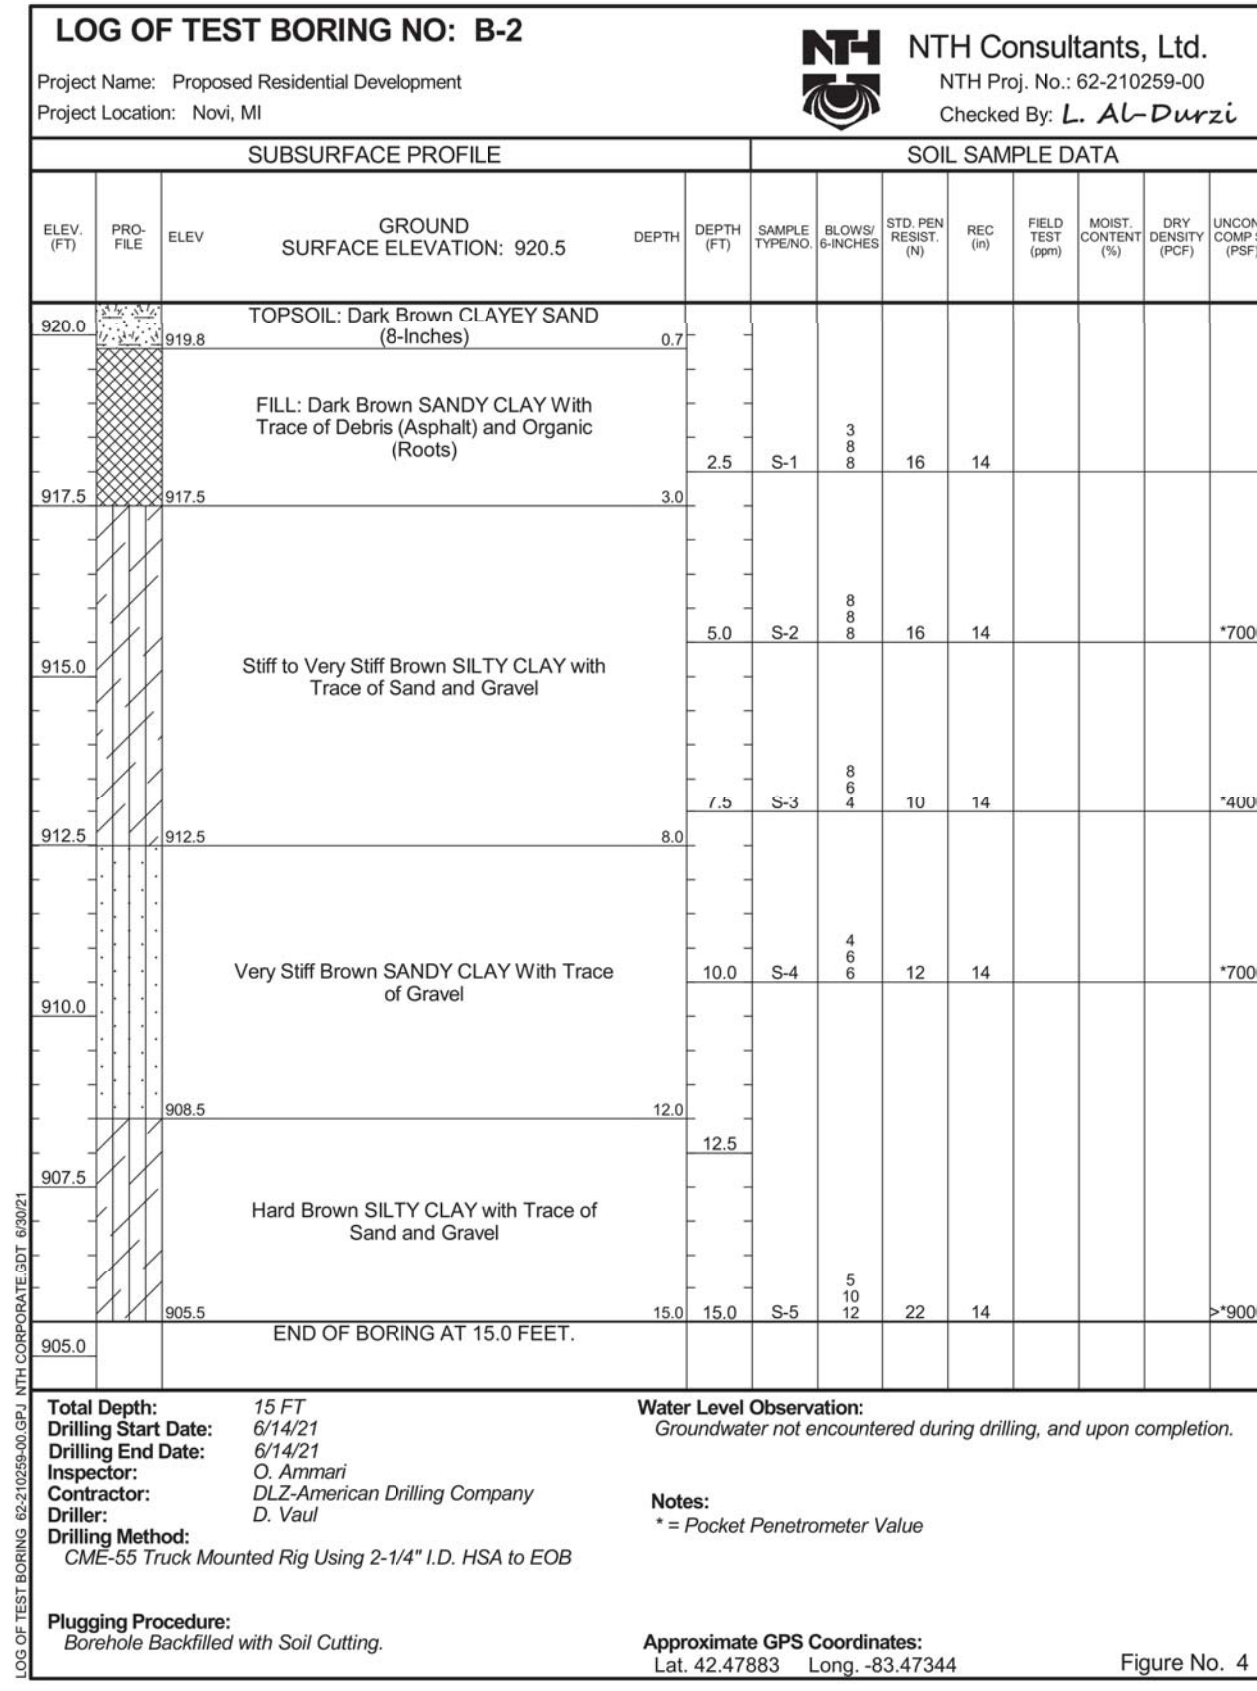 LOG OF TEST BORING NO: B-2
Project Name: Proposed Residential Development
Project Location: Novi, MI
NTH
NTH Consultants, Ltd.
NTH Proj. No.: 62-210259-00
Checked By: L. Al-Durzi
SUBSURFACE PROFILE SOIL SAMPLE DATA
ELEV. (FT)
PRO-FILE
ELEV
GROUND
SURFACE ELEVATION: 920.5
DEPTH
DEPTH (FT)
SAMPLE TYPE/NO.
BLOWS/ 6-INCHES
STD. PEN RESIST. (N)
REC (in)
FIELD TEST (ppm)
MOIST. CONTENT (%)
DRY DENSITY (PCF)
UNCON COMP (PSF
TOPSOIL: Dark Brown CLAYEY SAND
920.0
919.8 (8-Inches) 0.7
FILL: Dark Brown SANDY CLAY With
Trace of Debris (Asphalt) and Organic
(Roots)
3
8
2.5 S-1 8 16 14
917.5 917.5 3.0
8
8
5.0 S-2 8 16 14 *700
915.0
Stiff to Very Stiff Brown SILTY CLAY with
Trace of Sand and Gravel
8
6
7.5 S-3 4 10 14 *400
912.5 912.5 8.0
4
6
Very Stiff Brown SANDY CLAY With Trace
10.0 S-4 6 12 14 *700
of Gravel
910.0
908.5 12.0
12.5
907.5
Hard Brown SILTY CLAY with Trace of
Sand and Gravel
5
10
905.5 15.0 15.0 S-5 12 22 14 >*900
END OF BORING AT 15.0 FEET.
905.0
Total Depth: 15 FT
Drilling Start Date: 6/14/21
Drilling End Date: 6/14/21
Inspector: O. Ammari
Contractor: DLZ-American Drilling Company
Driller: D. Vaul
Drilling Method:
CME-55 Truck Mounted Rig Using 2-1/4" I.D. HSA to EOB
Plugging Procedure:
Borehole Backfilled with Soil Cutting.
Water Level Observation:
Groundwater not encountered during drilling, and upon completion.
Notes:
* = Pocket Penetrometer Value
Approximate GPS Coordinates:
Lat. 42.47883 Long. -83.47344
Figure No. 4
LOG OF TEST BORING 62-210259-00.GPJ NTH CORPORATE.GDT 6/30/21